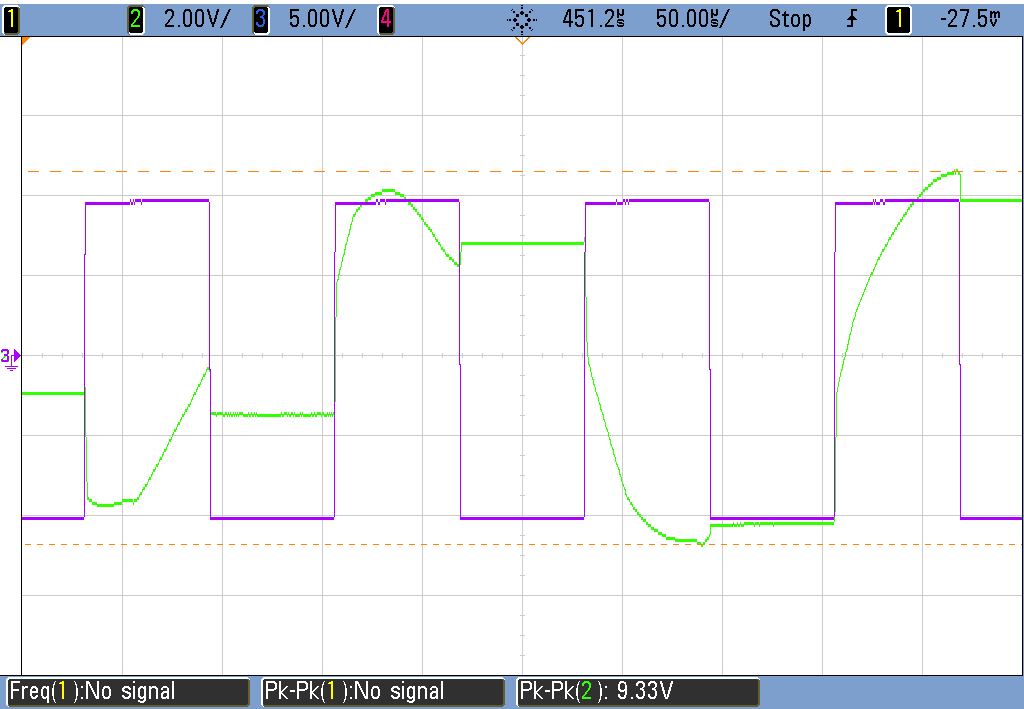 1 2 2.00V/ 3 5.00V/ 4 451.2µs 50.00µs/ Stop 1 -27.5mV
3
Freq(1):No signal Pk-Pk(1):No signal Pk-Pk(2): 9.33V